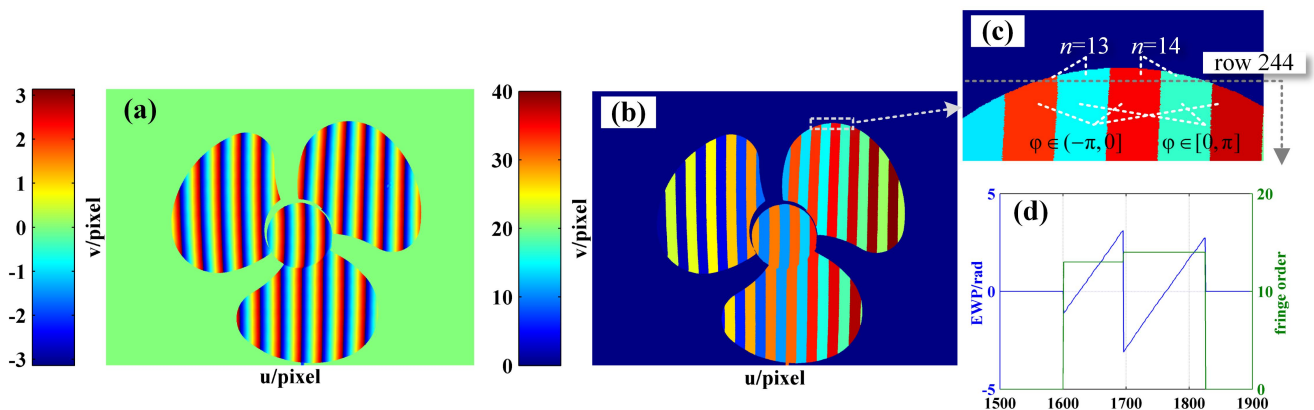 (a)
3
2
1
0
-1
-2
-3
v/pixel
u/pixel
(b)
40
30
20
10
0
v/pixel
u/pixel
(c)
n=13 n=14
row 244
φ∈(−π,0] φ∈[0,π]
(d)
5
0
-5
EWP/rad
20
10
0
fringe order
1500 1600 1700 1800 1900